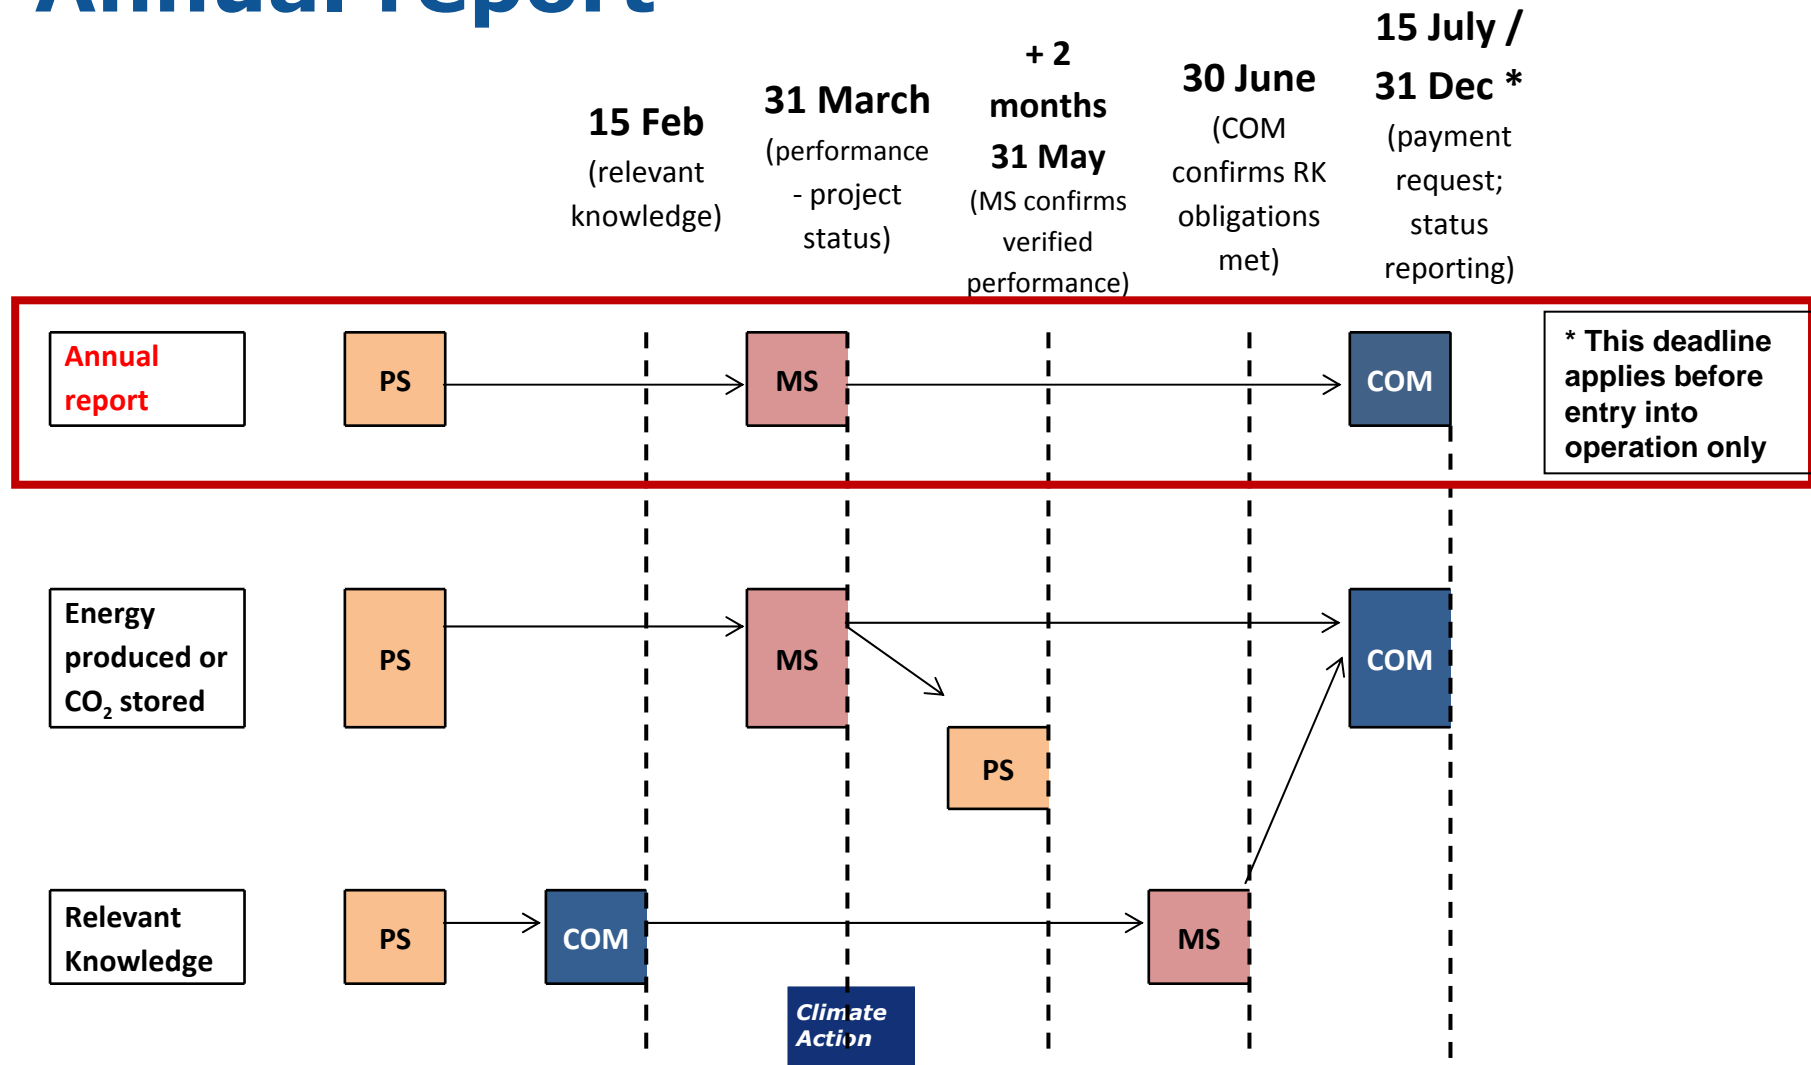 Annual report
15 Feb
(relevant
knowledge)
31 March
(performance
- project
status)
+ 2
months
31 May
(MS confirms
verified
performance)
30 June
(COM
confirms RK
obligations
met)
15 July /
31 Dec *
(payment
request;
status
reporting)
Annual
report
PS
MS
COM
* This deadline
applies before
entry into
operation only
Energy
produced or
CO₂ stored
PS
MS
COM
PS
Relevant
Knowledge
PS
COM
MS
Climate
Action